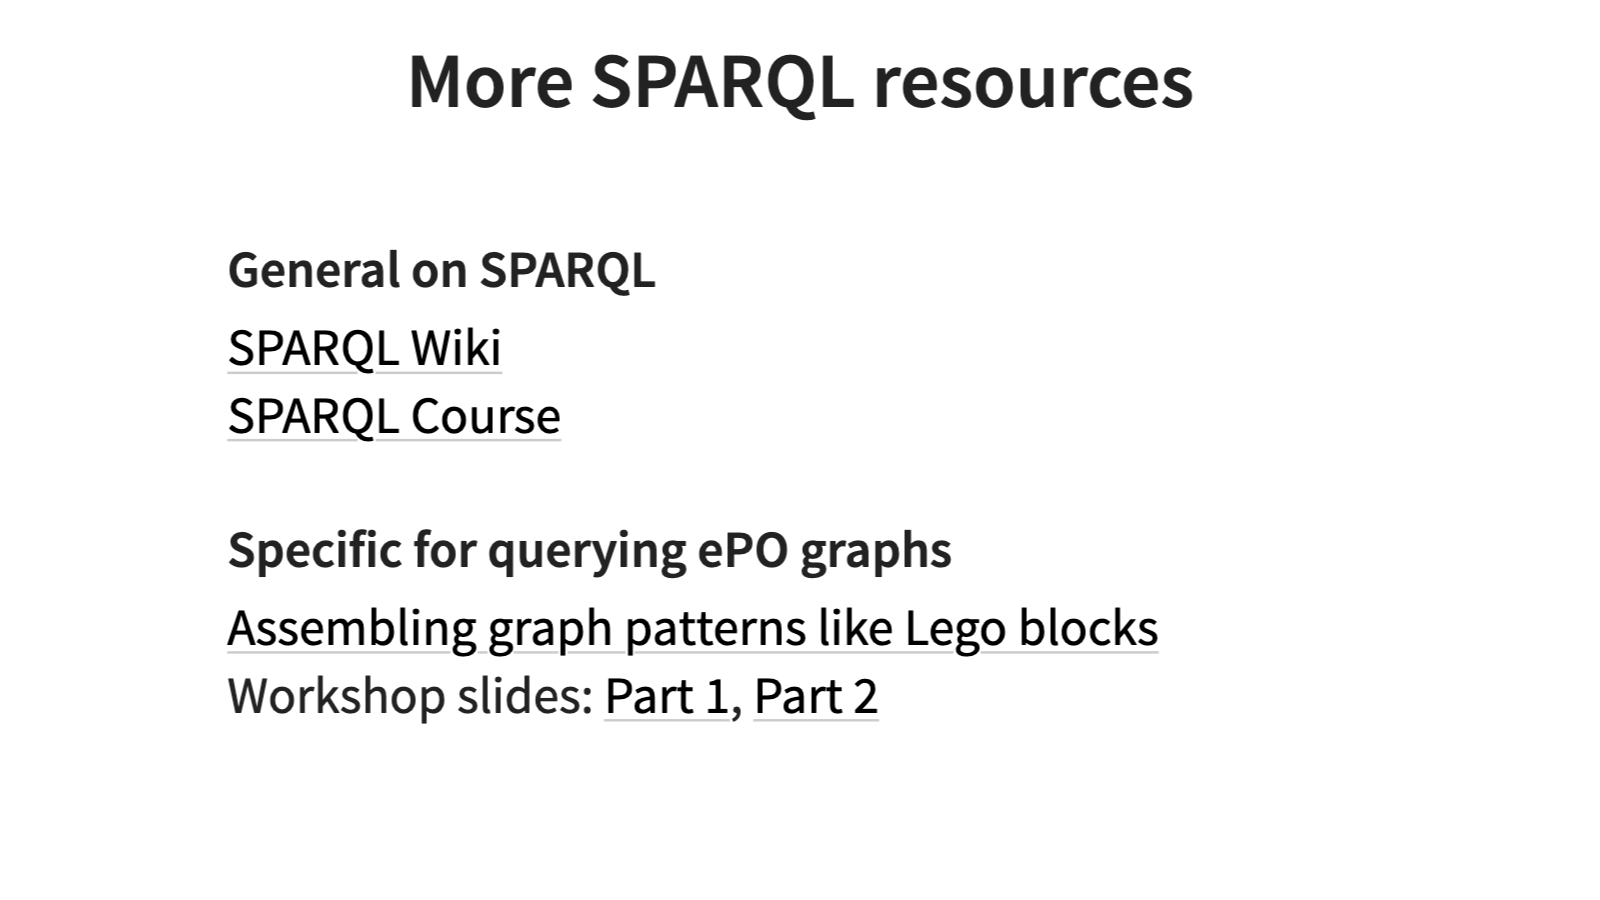 More SPARQL resources
General on SPARQL
SPARQL Wiki
SPARQL Course
Specific for querying ePO graphs
Assembling graph patterns like Lego blocks
Workshop slides: Part 1, Part 2